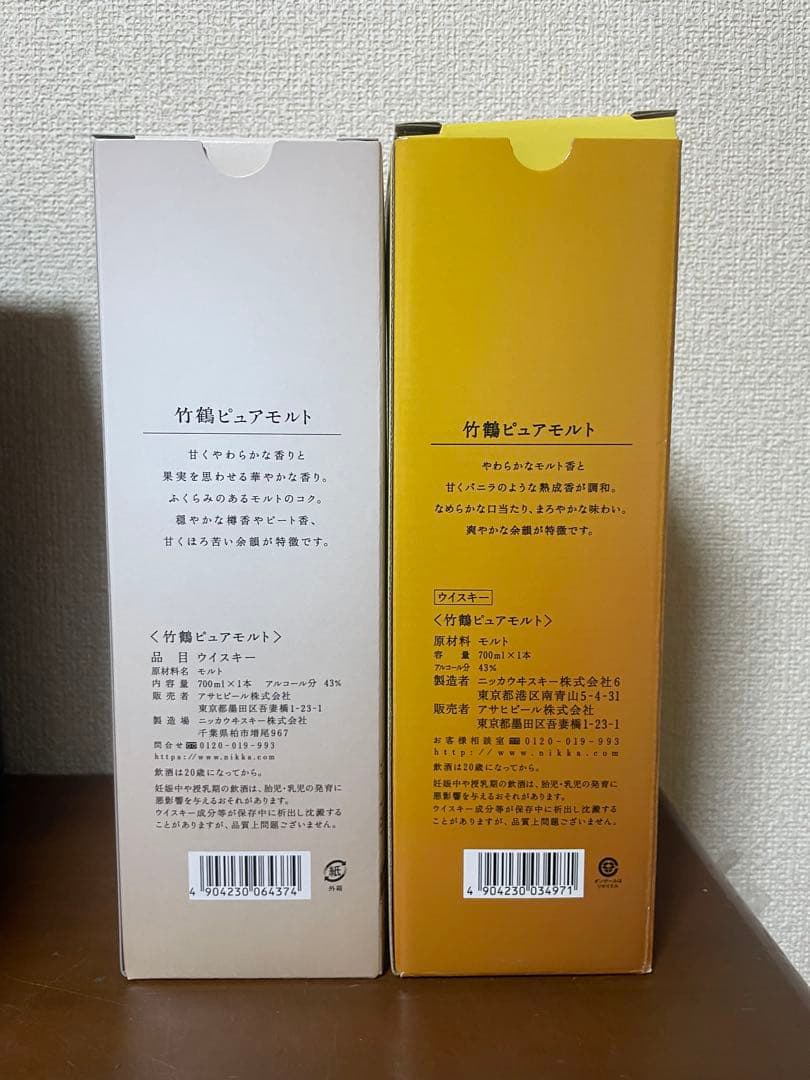 竹鶴ピュアモルト
甘くやわらかな香りと
果実を思わせる華やかな香り。
ふくらみのあるモルトのコク。
穏やかな樽香やピート香、
甘くほろ苦い余韻が特徴です。
〈竹鶴ピュアモルト〉
品目 ウイスキー
原材料名 モルト
内容量 700ml×1本 アルコール分 43%
販売者 アサヒビール株式会社
東京都墨田区吾妻橋1-23-1
製造場 ニッカウヰスキー株式会社
千葉県柏市増尾967
問合せ 0120-019-993
https://www.nikka.com
飲酒は20歳になってから。
妊娠中や授乳期の飲酒は、胎児・乳児の発育に
悪影響を与えるおそれがあります。
ウイスキー成分等が保存中に析出し沈澱する
ことがありますが、品質上問題ございません。
4 904230 064374
紙
外箱
竹鶴ピュアモルト
やわらかなモルト香と
甘くバニラのような熟成香が調和。
なめらかな口当たり、まろやかな味わい。
爽やかな余韻が特徴です。
ウイスキー
〈竹鶴ピュアモルト〉
原材料 モルト
容量 700ml×1本
アルコール分 43%
製造者 ニッカウヰスキー株式会社6
東京都港区南青山5-4-31
販売者 アサヒビール株式会社
東京都墨田区吾妻橋1-23-1
お客様相談室 0120-019-993
http://www.nikka.com
飲酒は20歳になってから。
妊娠中や授乳期の飲酒は、胎児・乳児の発育に
悪影響を与えるおそれがあります。
ウイスキー成分等が保存中に析出し沈澱する
ことがありますが、品質上問題ございません。
4 904230 034971
ダンボールは
リサイクル